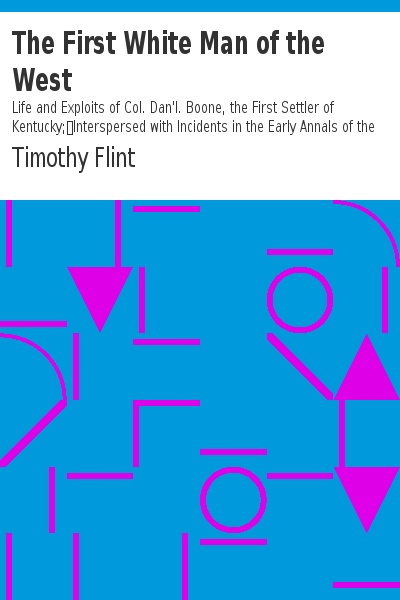 The First White Man of the
West
Life and Exploits of Col. Dan'l. Boone, the First Settler of
Kentucky;▯Interspersed with Incidents in the Early Annals of the
Timothy Flint